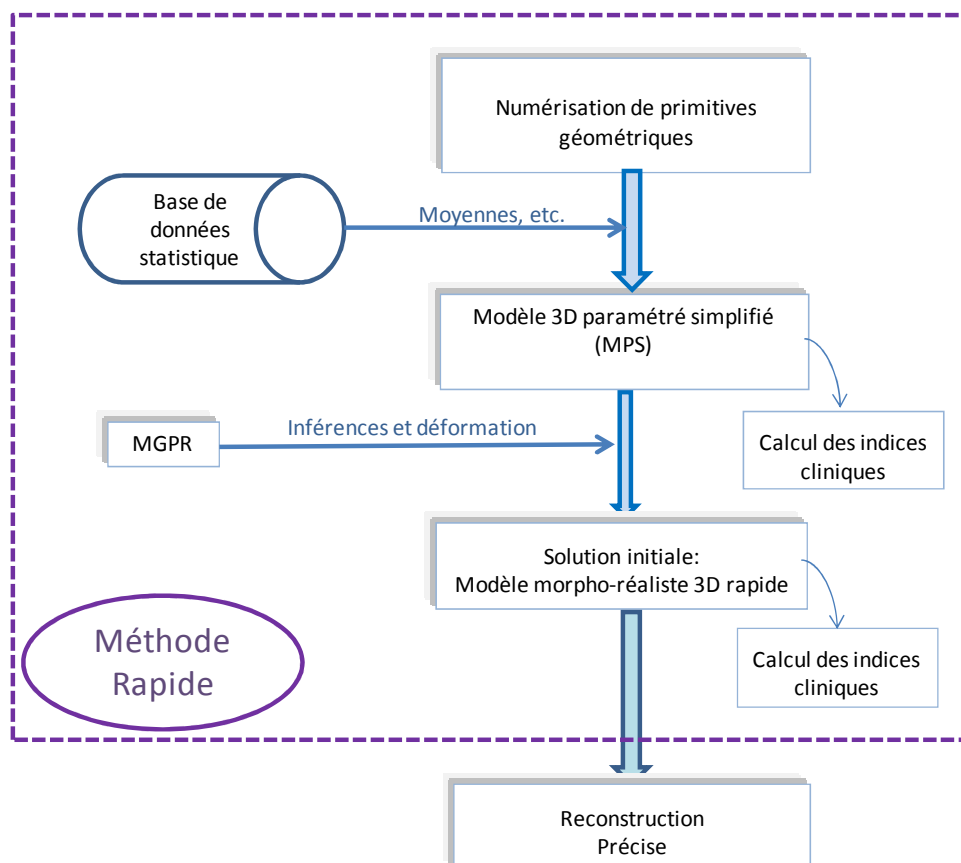 Numérisation de primitives
géométriques
Base de
données
statistique
Moyennes, etc.
Modèle 3D paramétré simplifié
(MPS)
MGPR
Inférences et déformation
Calcul des indices
cliniques
Solution initiale:
Modèle morpho-réaliste 3D rapide
Méthode
Rapide
Calcul des indices
cliniques
Reconstruction
Précise